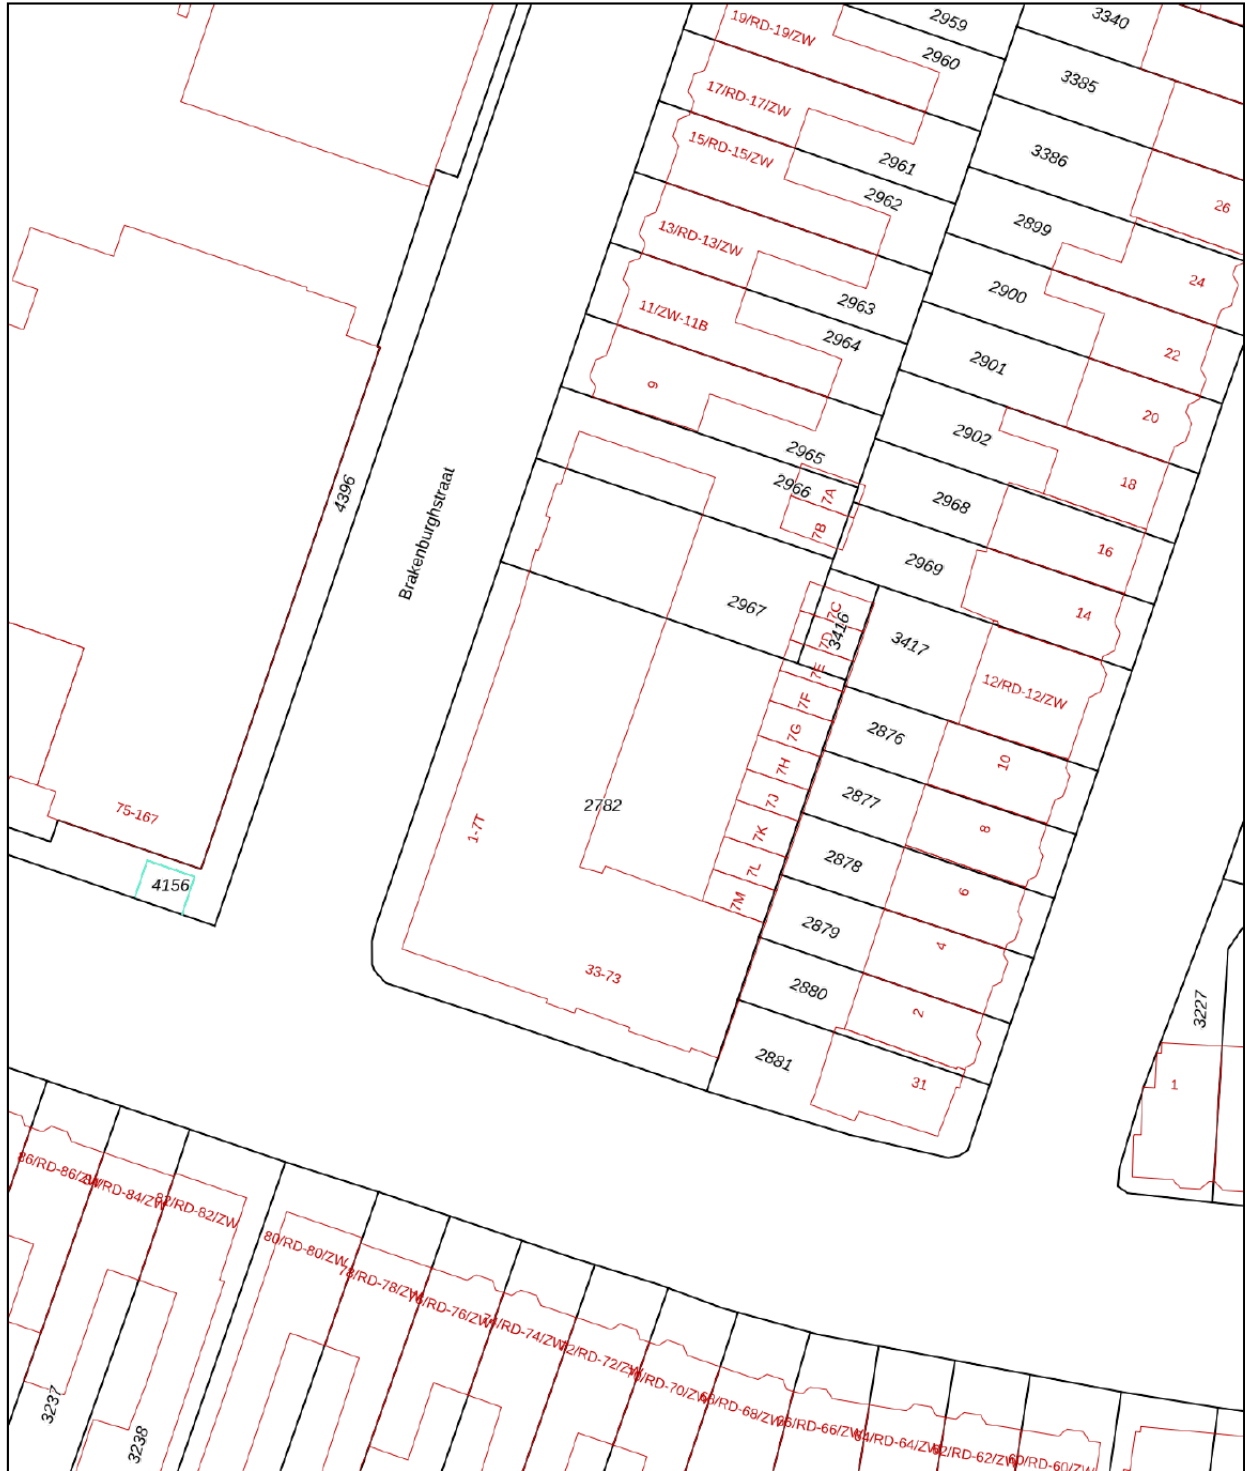 2959
3340
19/RD-19/ZW
2960
3385
17/RD-17/ZW
15/RD-15/ZW
2961
3386
2962
26
2899
13/RD-13/ZW
24
2900
2963
11/ZW-11B
2964
22
2901
9
20
2902
2965
18
2966
7A
4396
2968
7B
Brakenburghstraat
16
2969
2967
7C
14
7D
3416
3417
7E
7F
12/RD-12/ZW
7G
2876
10
7H
2877
7J
2782
75-167
1-7T
7K
8
2878
7L
4156
6
7M
2879
4
33-73
2880
2
3227
2881
31
1
86/RD-86/ZW
84/RD-84/ZW
82/RD-82/ZW
80/RD-80/ZW
78/RD-78/ZW
76/RD-76/ZW
74/RD-74/ZW
72/RD-72/ZW
70/RD-70/ZW
68/RD-68/ZW
66/RD-66/ZW
64/RD-64/ZW
62/RD-62/ZW
60/RD-60/ZW
3237
3238